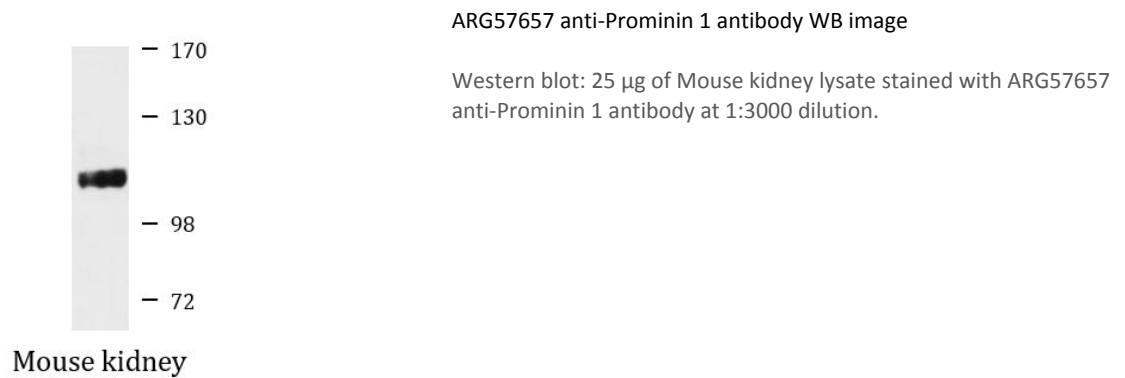 ARG57657 anti-Prominin 1 antibody WB image
Western blot: 25 µg of Mouse kidney lysate stained with ARG57657
anti-Prominin 1 antibody at 1:3000 dilution.
170
130
98
72
Mouse kidney